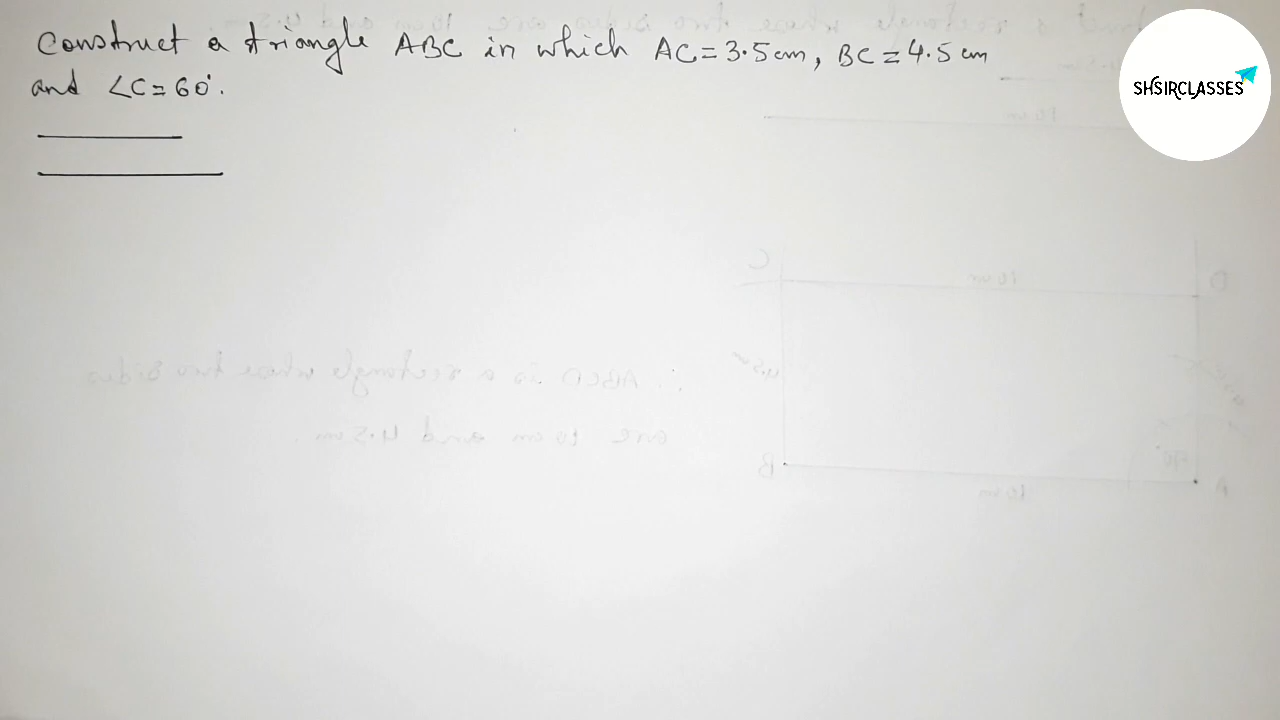 Construct a triangle ABC in which AC = 3.5 cm, BC = 4.5 cm
and ∠C = 60°.
SHSIRCLASSES